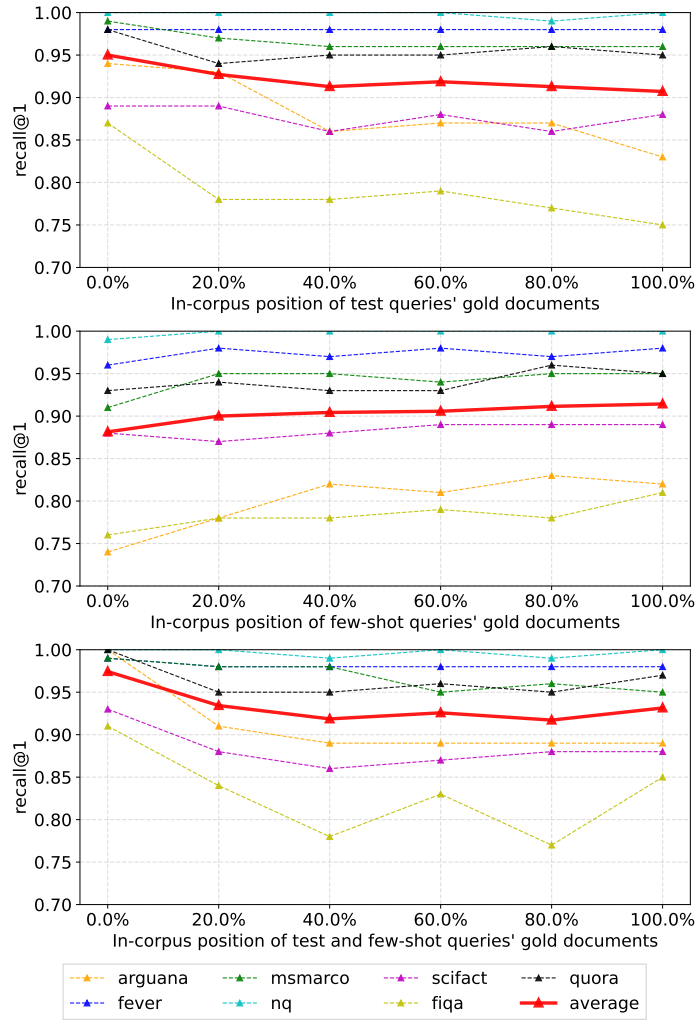 1.00
0.95
0.90
0.85
0.80
0.75
0.70
recall@1
0.0% 20.0% 40.0% 60.0% 80.0% 100.0%
In-corpus position of test queries' gold documents
1.00
0.95
0.90
0.85
0.80
0.75
0.70
recall@1
0.0% 20.0% 40.0% 60.0% 80.0% 100.0%
In-corpus position of few-shot queries' gold documents
1.00
0.95
0.90
0.85
0.80
0.75
0.70
recall@1
0.0% 20.0% 40.0% 60.0% 80.0% 100.0%
In-corpus position of test and few-shot queries' gold documents
arguana msmarco scifact quora
fever nq fiqa average